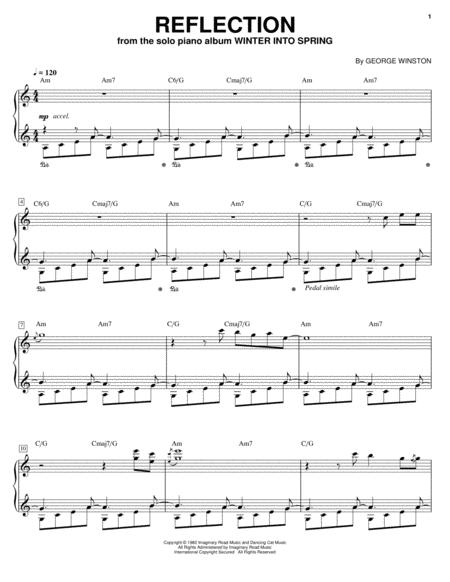 REFLECTION
1
from the solo piano album WINTER INTO SPRING
By GEORGE WINSTON
♩ = 120
Am Am7 C6/G Cmaj7/G Am Am7
mp accel.
4
C6/G Cmaj7/G Am Am7 C/G Cmaj7/G
Pedal simile
7
Am Am7 C/G Cmaj7/G Am Am7
10
C/G Cmaj7/G Am Am7 C/G
Copyright © 1982 Imaginary Road Music and Dancing Cat Music
All Rights Administered by Imaginary Road Music
International Copyright Secured All Rights Reserved